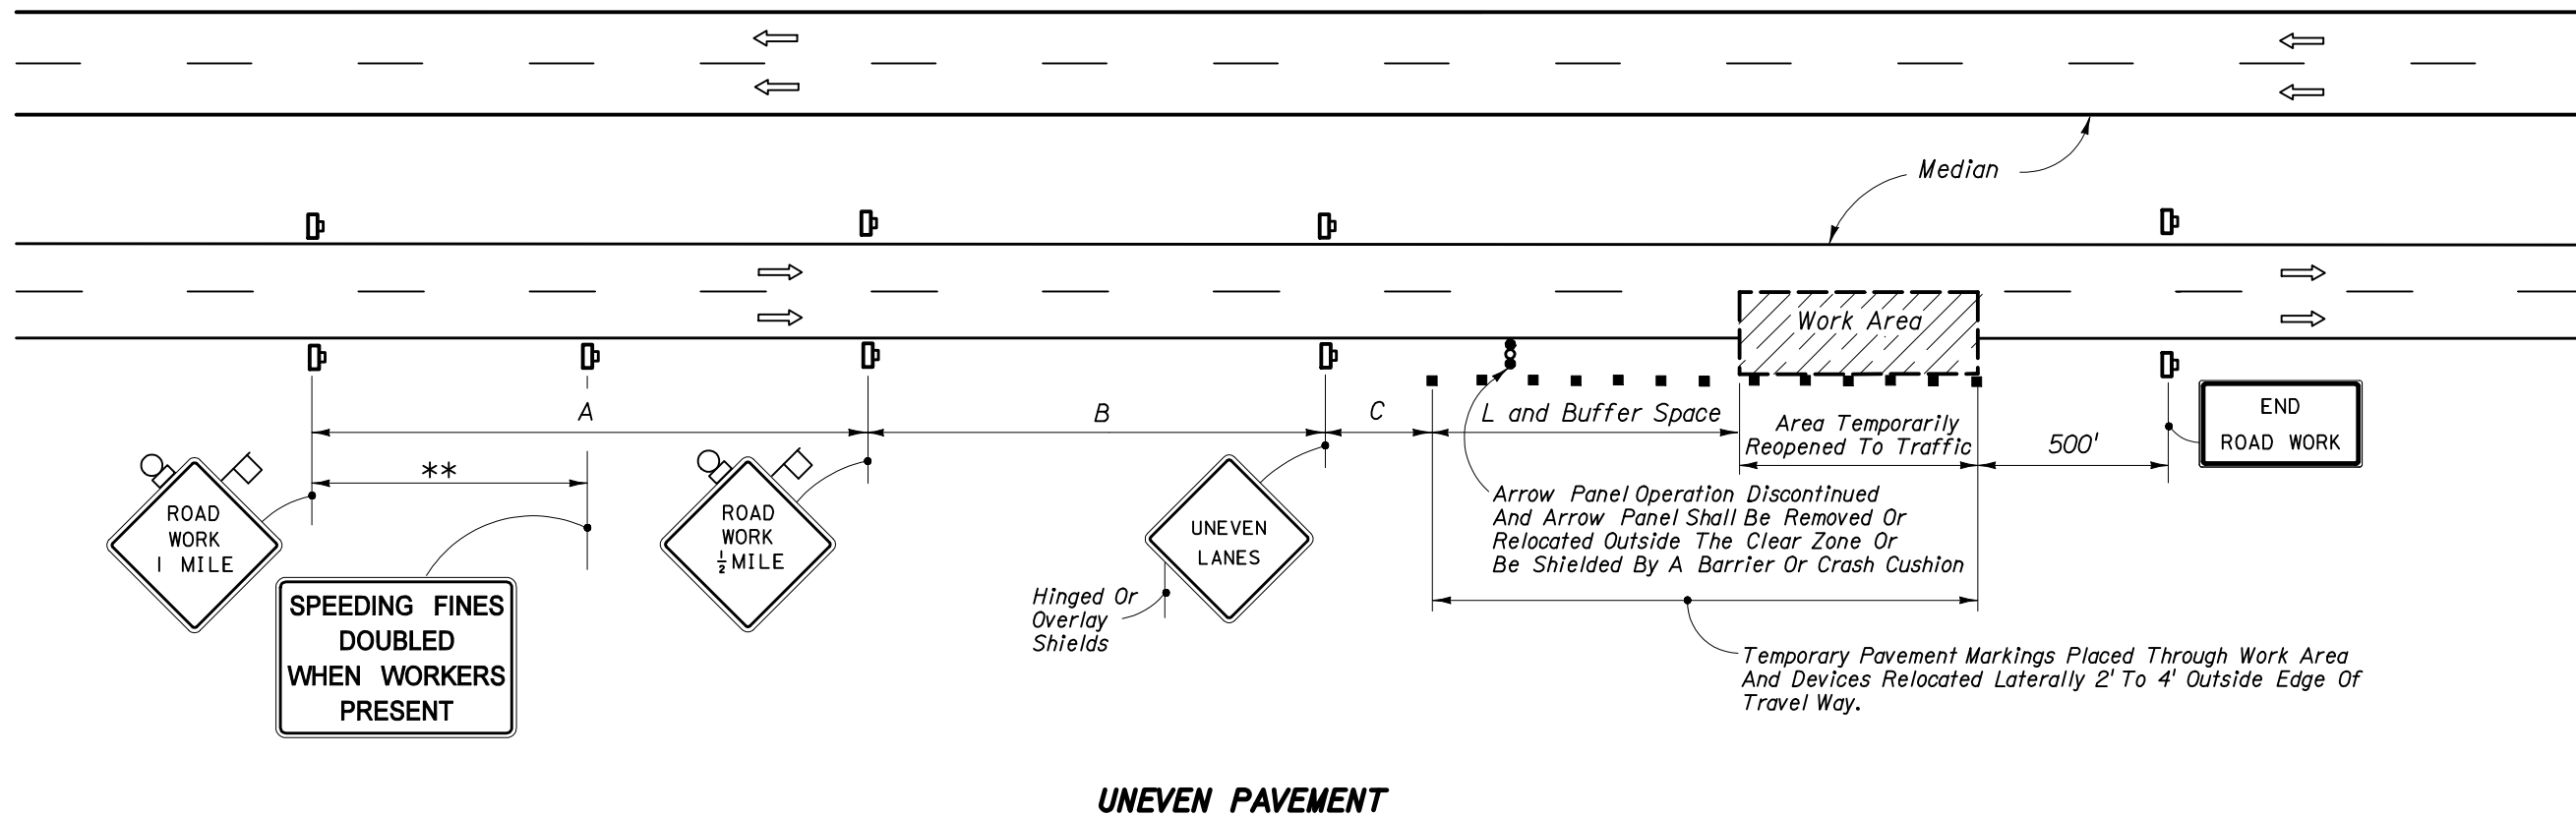 Median
Work Area
A
B
C
L and Buffer Space
Area Temporarily
Reopened To Traffic
500'
END
ROAD WORK
**
ROAD
WORK
1 MILE
SPEEDING FINES
DOUBLED
WHEN WORKERS
PRESENT
ROAD
WORK
½ MILE
UNEVEN
LANES
Hinged Or
Overlay
Shields
Arrow Panel Operation Discontinued
And Arrow Panel Shall Be Removed Or
Relocated Outside The Clear Zone Or
Be Shielded By A Barrier Or Crash Cushion
Temporary Pavement Markings Placed Through Work Area
And Devices Relocated Laterally 2' To 4' Outside Edge Of
Travel Way.
UNEVEN PAVEMENT